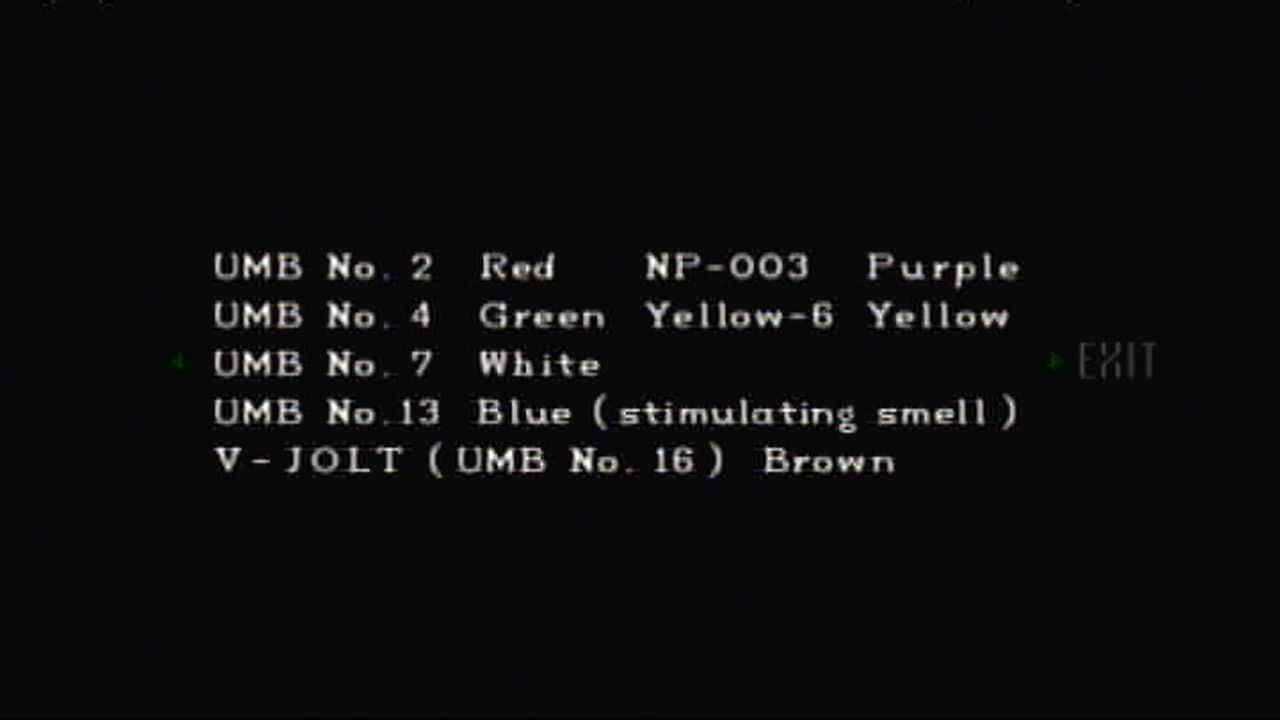 UMB No. 2 Red NP-003 Purple
UMB No. 4 Green Yellow-6 Yellow
UMB No. 7 White
EXIT
UMB No.13 Blue (stimulating smell)
V-JOLT (UMB No. 16) Brown